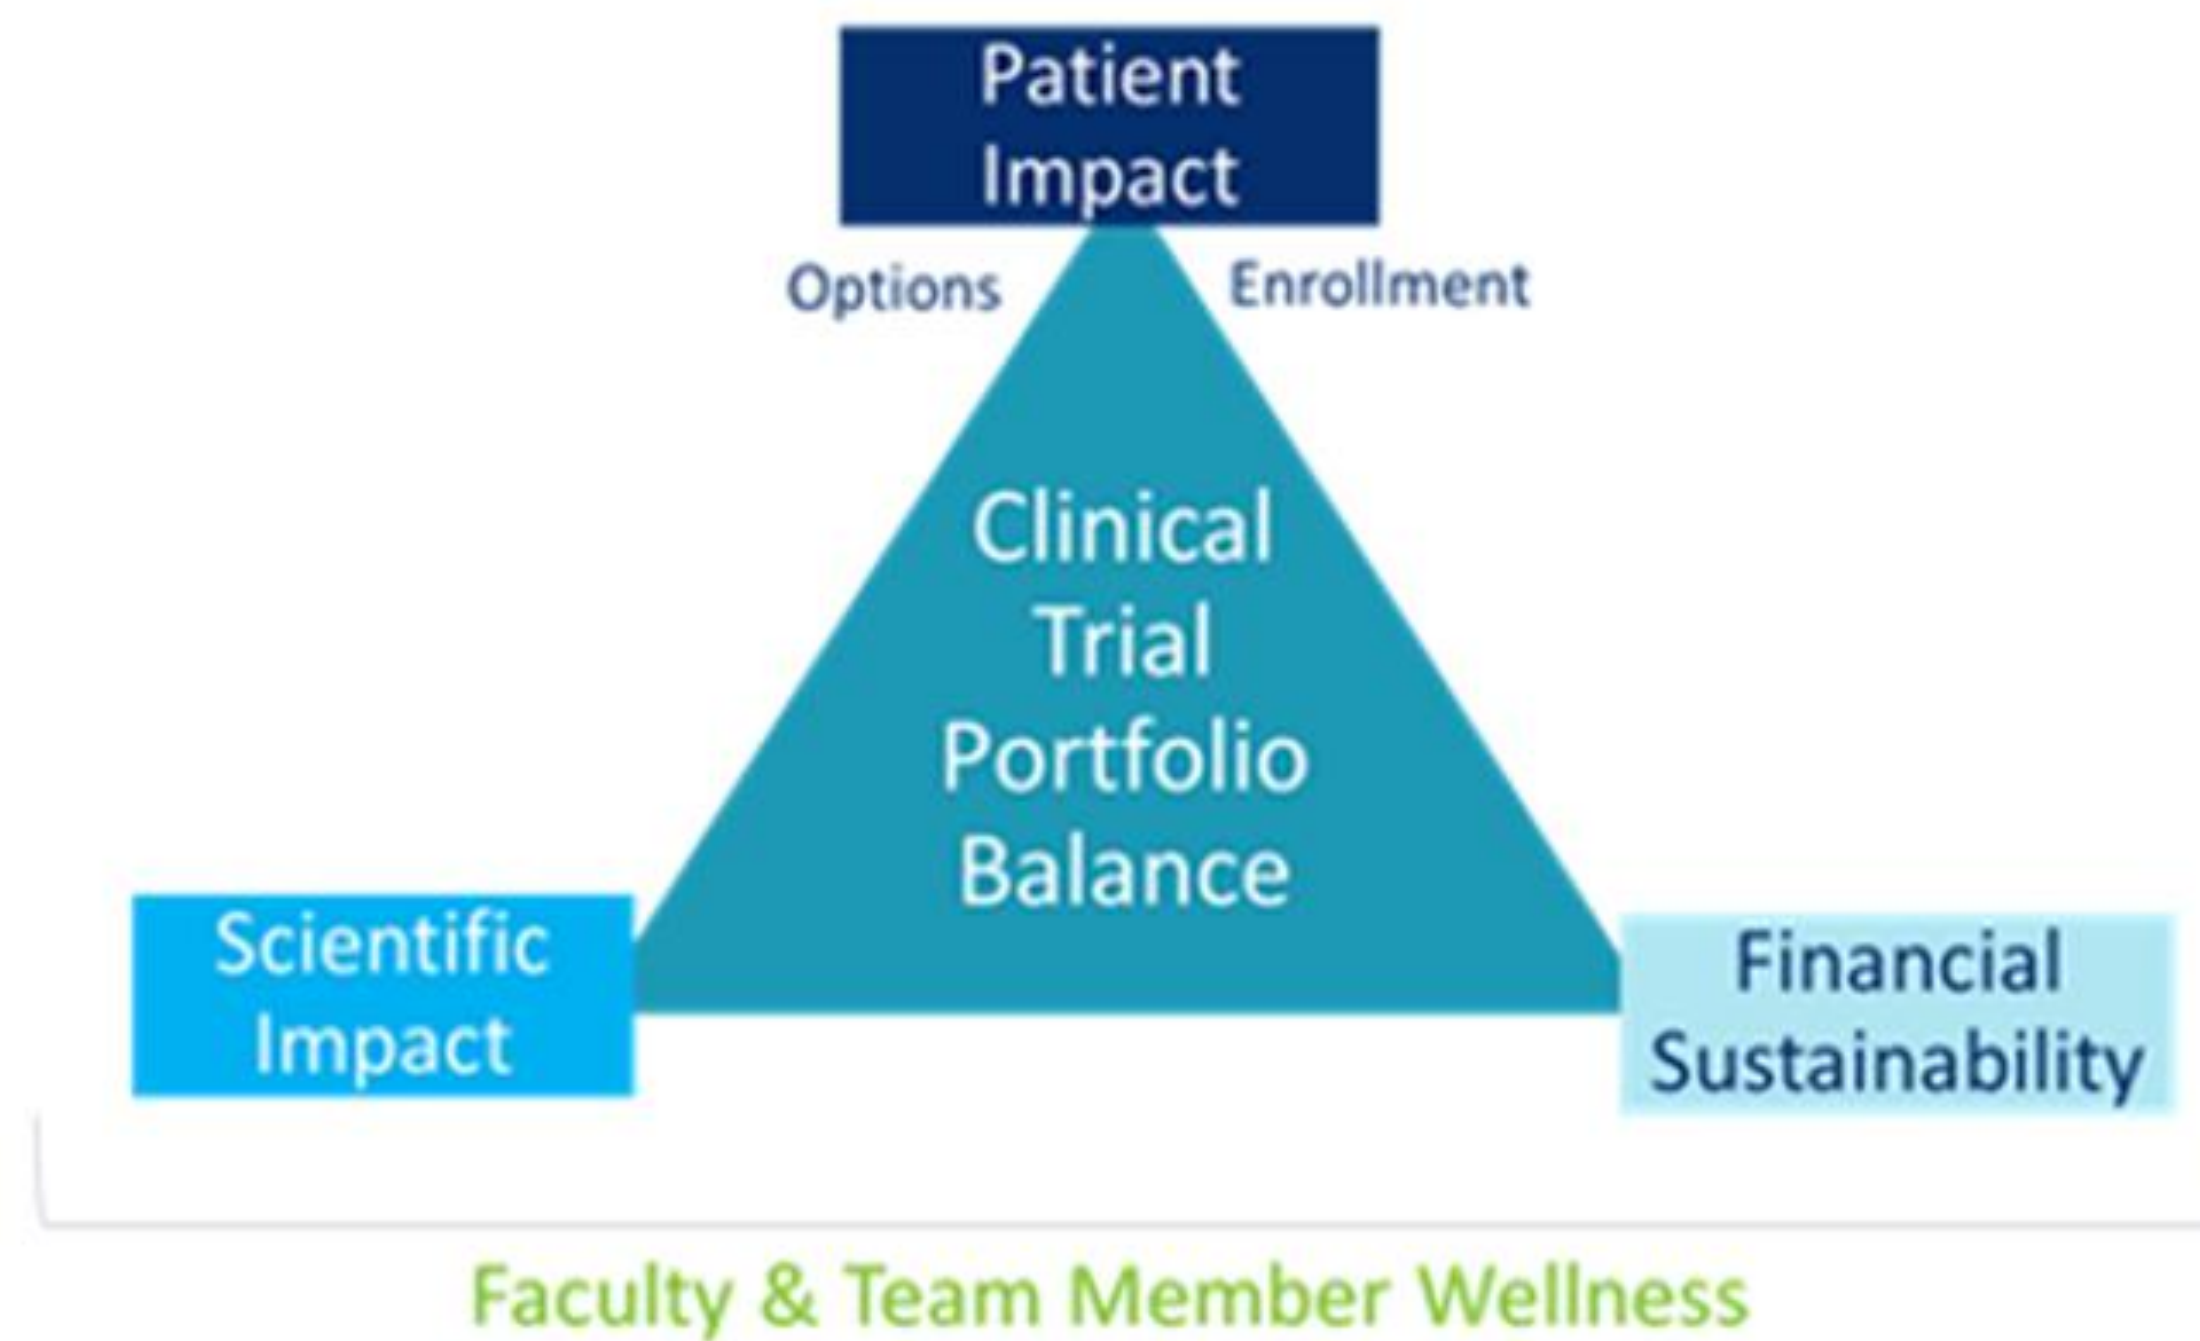 Patient
Impact
Options
Enrollment
Clinical
Trial
Portfolio
Balance
Scientific
Impact
Financial
Sustainability
Faculty & Team Member Wellness